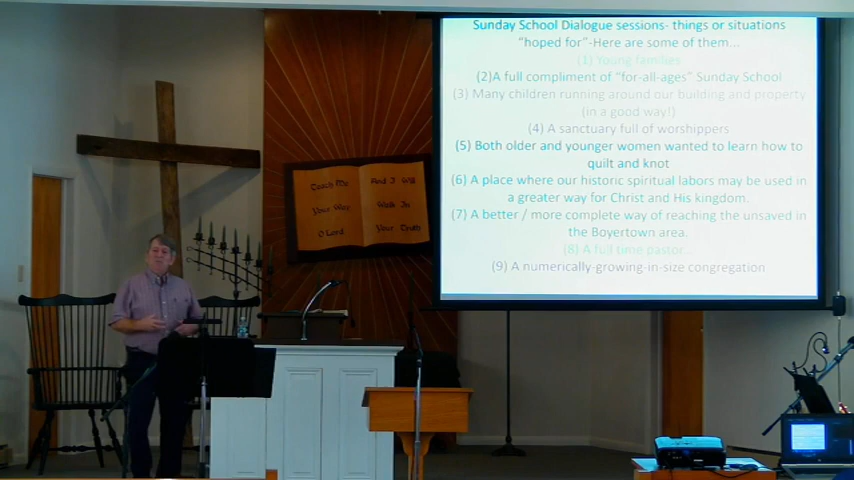 Sunday School Dialogue sessions- things or situations
"hoped for"-Here are some of them...
(1) Young families
(2)A full compliment of "for-all-ages" Sunday School
(3) Many children running around our building and property
(in a good way!)
(4) A sanctuary full of worshippers
(5) Both older and younger women wanted to learn how to
quilt and knot
(6) A place where our historic spiritual labors may be used in
a greater way for Christ and His kingdom.
(7) A better / more complete way of reaching the unsaved in
the Boyertown area.
(8) A full time pastor...
(9) A numerically-growing-in-size congregation
Teach Me
Your Way
O Lord
And I Will
Walk In
Your Truth